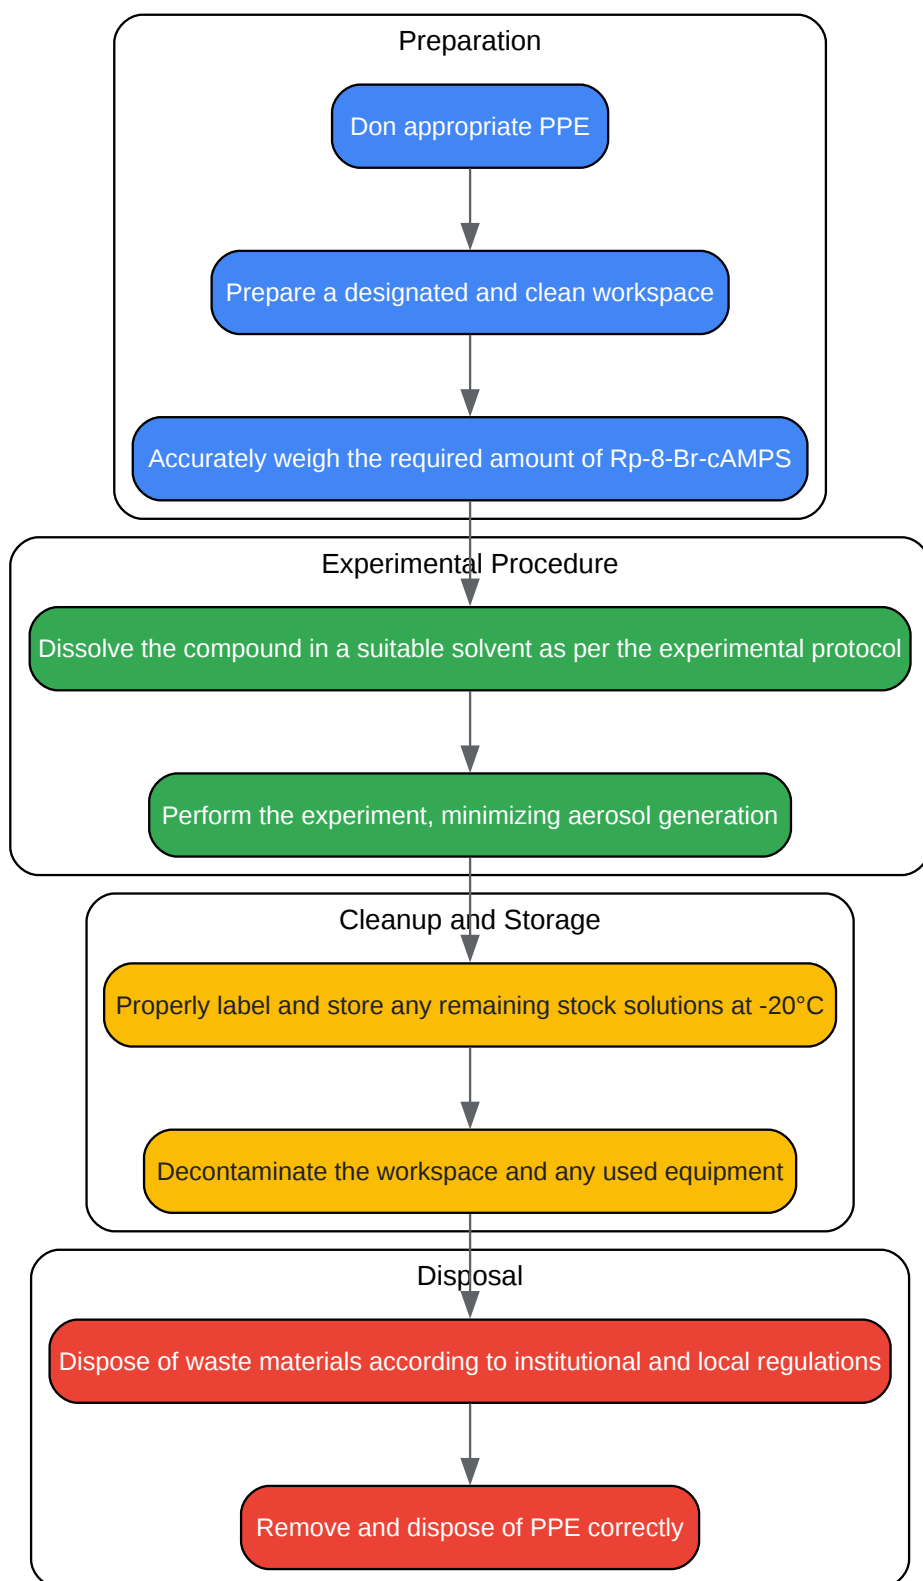 Preparation
Don appropriate PPE
Prepare a designated and clean workspace
Accurately weigh the required amount of Rp-8-Br-cAMPS
Experimental Procedure
Dissolve the compound in a suitable solvent as per the experimental protocol
Perform the experiment, minimizing aerosol generation
Cleanup and Storage
Properly label and store any remaining stock solutions at -20°C
Decontaminate the workspace and any used equipment
Disposal
Dispose of waste materials according to institutional and local regulations
Remove and dispose of PPE correctly